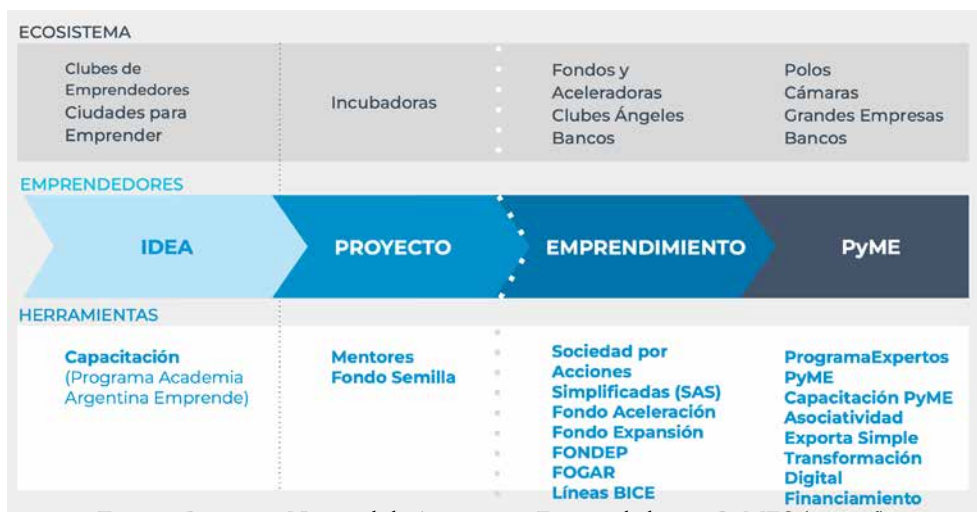 ECOSISTEMA
Clubes de
Emprendedores
Ciudades para
Emprender
Incubadoras
Fondos y
Aceleradoras
Clubes Ángeles
Bancos
Polos
Cámaras
Grandes Empresas
Bancos
EMPRENDEDORES
IDEA
PROYECTO
EMPRENDIMIENTO
PyME
HERRAMIENTAS
Capacitación
(Programa Academia
Argentina Emprende)
Mentores
Fondo Semilla
Sociedad por
Acciones
Simplificadas (SAS)
Fondo Aceleración
Fondo Expansión
FONDEP
FOGAR
Líneas BICE
ProgramaExpertos
PyME
Capacitación PyME
Asociatividad
Exporta Simple
Transformación
Digital
Financiamiento